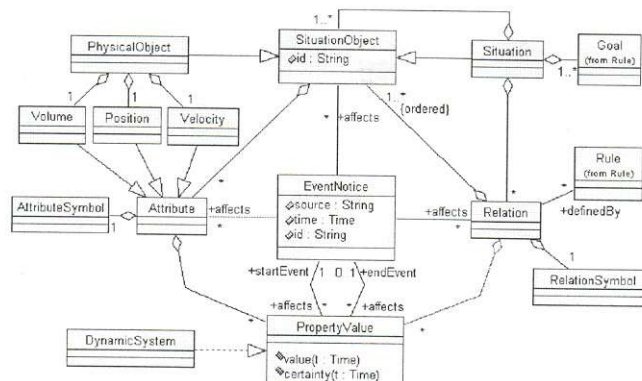 1..*
PhysicalObject
SituationObject
id : String
Situation
Goal
(from Rule)
1..*
1
1
1
1..*
{ordered}
Volume
Position
Velocity
*
+affects
Rule
(from Rule)
*
EventNotice
*
*
+definedBy
AttributeSymbol
1
Attribute
+affects
*
source : String
time : Time
id : String
+affects
*
Relation
1
+startEvent
1
0..1
+endEvent
RelationSymbol
+affects
*
*
+affects
*
*
PropertyValue
DynamicSystem
value(t : Time)
certainty(t : Time)